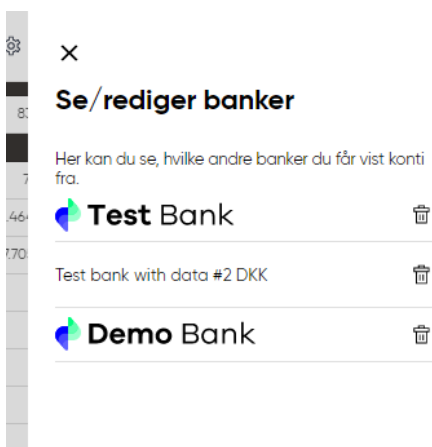 Se/rediger banker
Her kan du se, hvilke andre banker du får vist konti
fra.
Test Bank
Test bank with data #2 DKK
Demo Bank